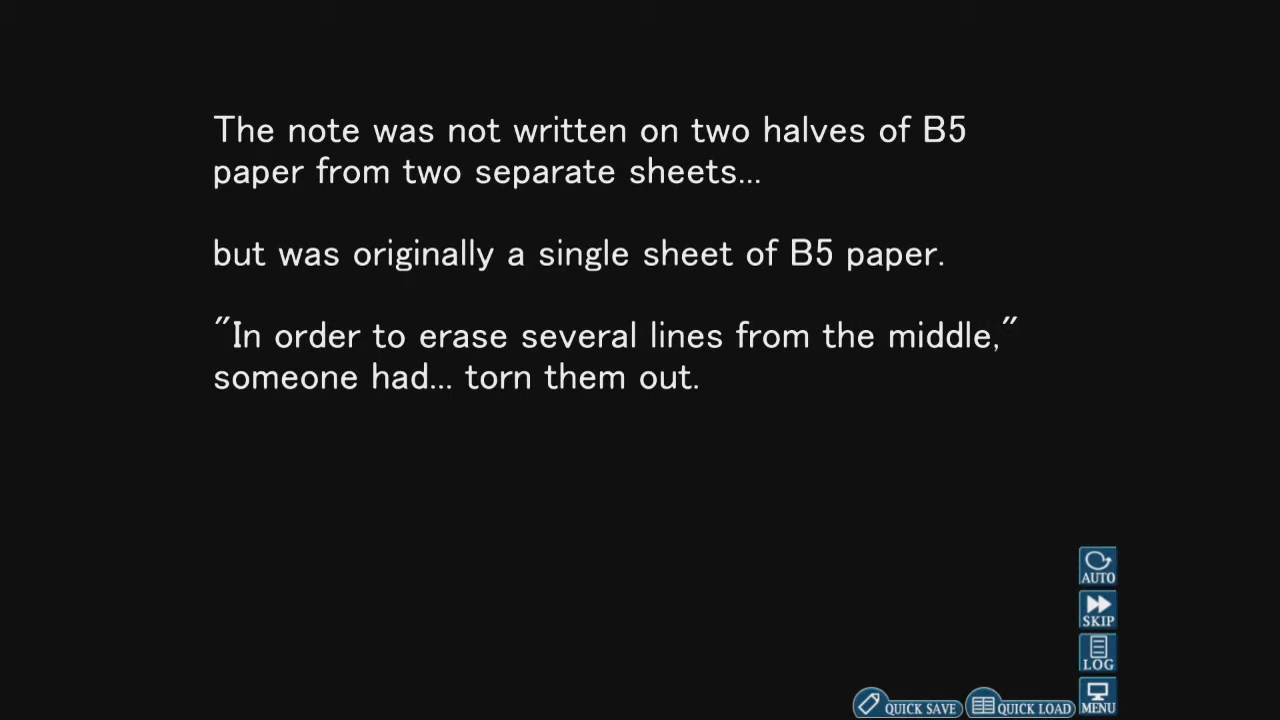 The note was not written on two halves of B5
paper from two separate sheets...
but was originally a single sheet of B5 paper.
"In order to erase several lines from the middle,"
someone had... torn them out.
AUTO
SKIP
LOG
MENU
QUICK SAVE
QUICK LOAD